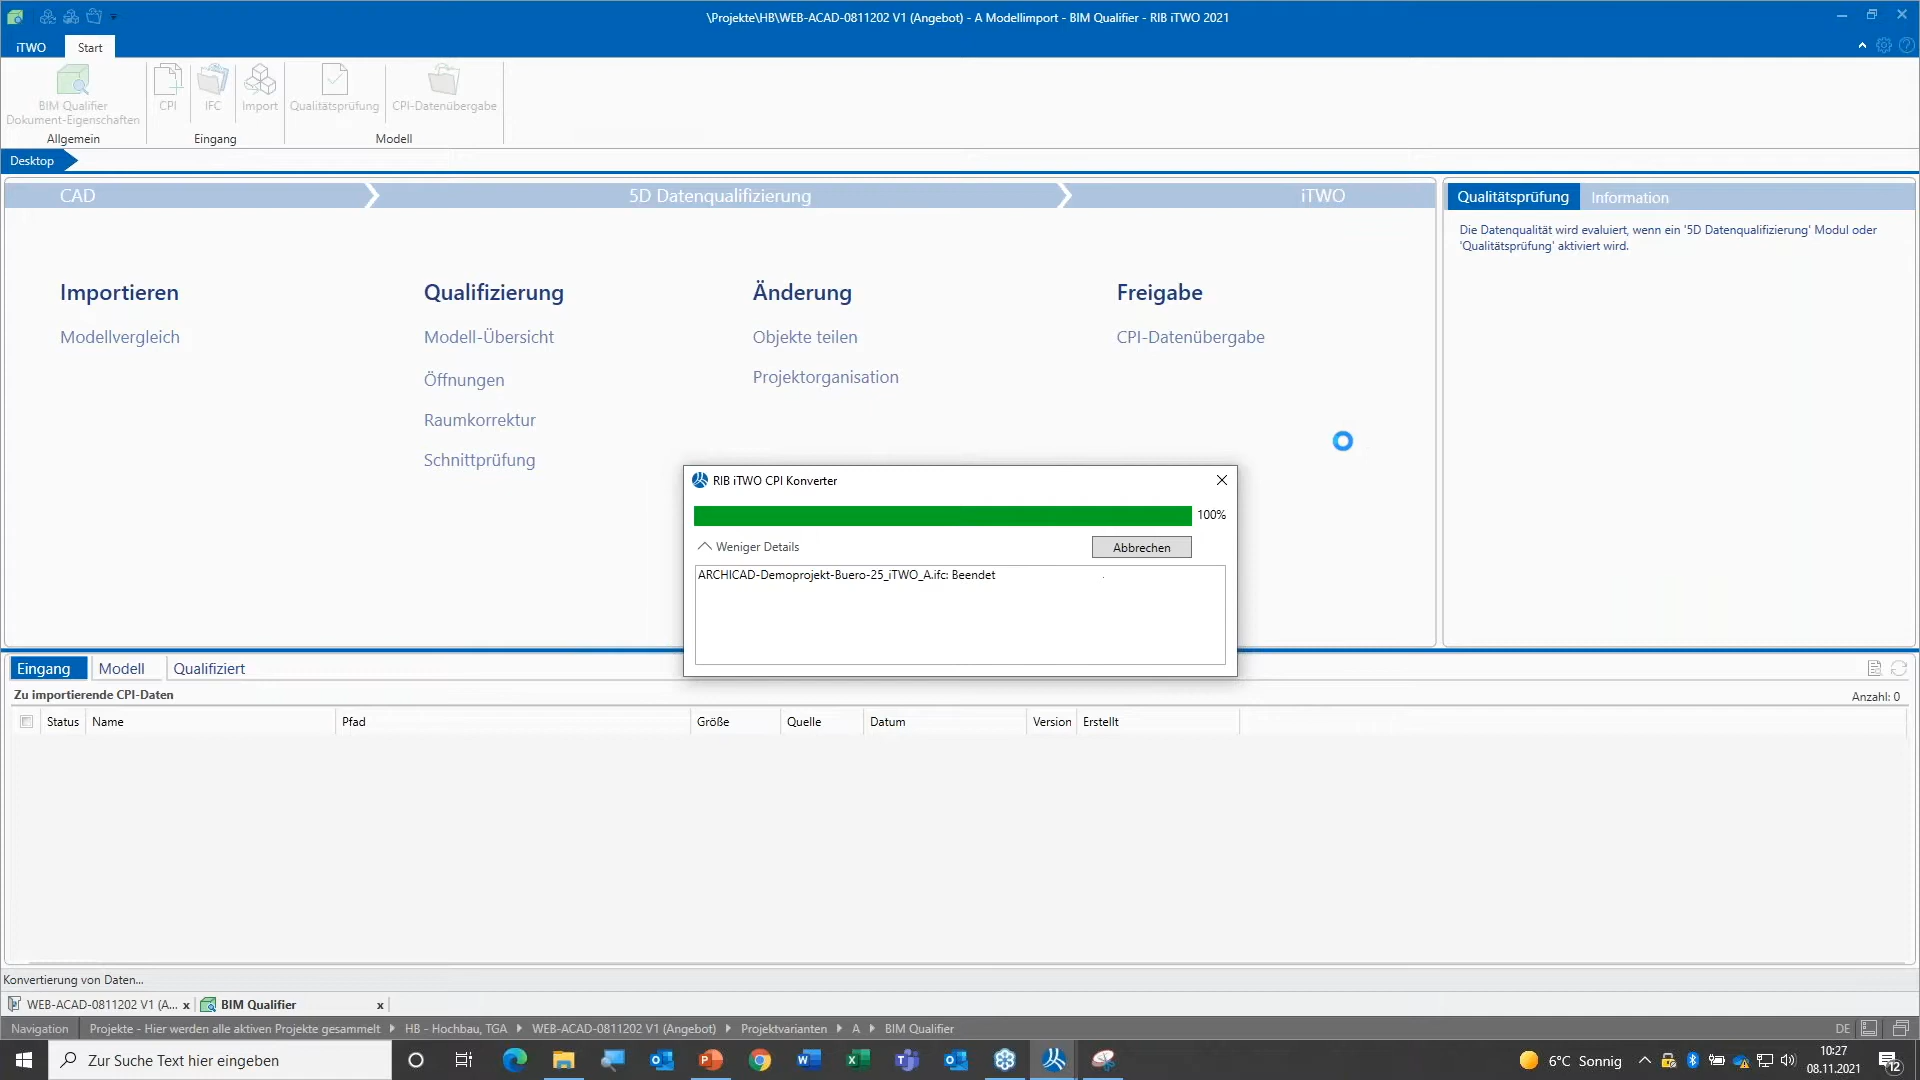 \Projekte\HB\WEB-ACAD-0811202 V1 (Angebot) - A Modellimport - BIM Qualifier - RIB iTWO 2021
iTWO
Start
BIM Qualifier
Dokument-Eigenschaften
CPI
IFC
Import
Qualitätsprüfung
CPI-Datenübergabe
Allgemein
Eingang
Modell
Desktop
CAD
5D Datenqualifizierung
iTWO
Qualitätsprüfung
Information
Die Datenqualität wird evaluiert, wenn ein '5D Datenqualifizierung' Modul oder
'Qualitätsprüfung' aktiviert wird.
Importieren
Modellvergleich
Qualifizierung
Modell-Übersicht
Öffnungen
Raumkorrektur
Schnittprüfung
Änderung
Objekte teilen
Projektorganisation
Freigabe
CPI-Datenübergabe
RIB iTWO CPI Konverter
100%
Weniger Details
Abbrechen
ARCHICAD-Demoprojekt-Buero-25_iTWO_A.ifc: Beendet
Eingang
Modell
Qualifiziert
Zu importierende CPI-Daten
Anzahl: 0
Status
Name
Pfad
Größe
Quelle
Datum
Version
Erstellt
Konvertierung von Daten...
WEB-ACAD-0811202 V1 (A... x
BIM Qualifier x
Navigation
Projekte - Hier werden alle aktiven Projekte gesammelt
HB - Hochbau, TGA
WEB-ACAD-0811202 V1 (Angebot)
Projektvarianten
A
BIM Qualifier
DE
Zur Suche Text hier eingeben
6°C Sonnig
10:27
08.11.2021
12